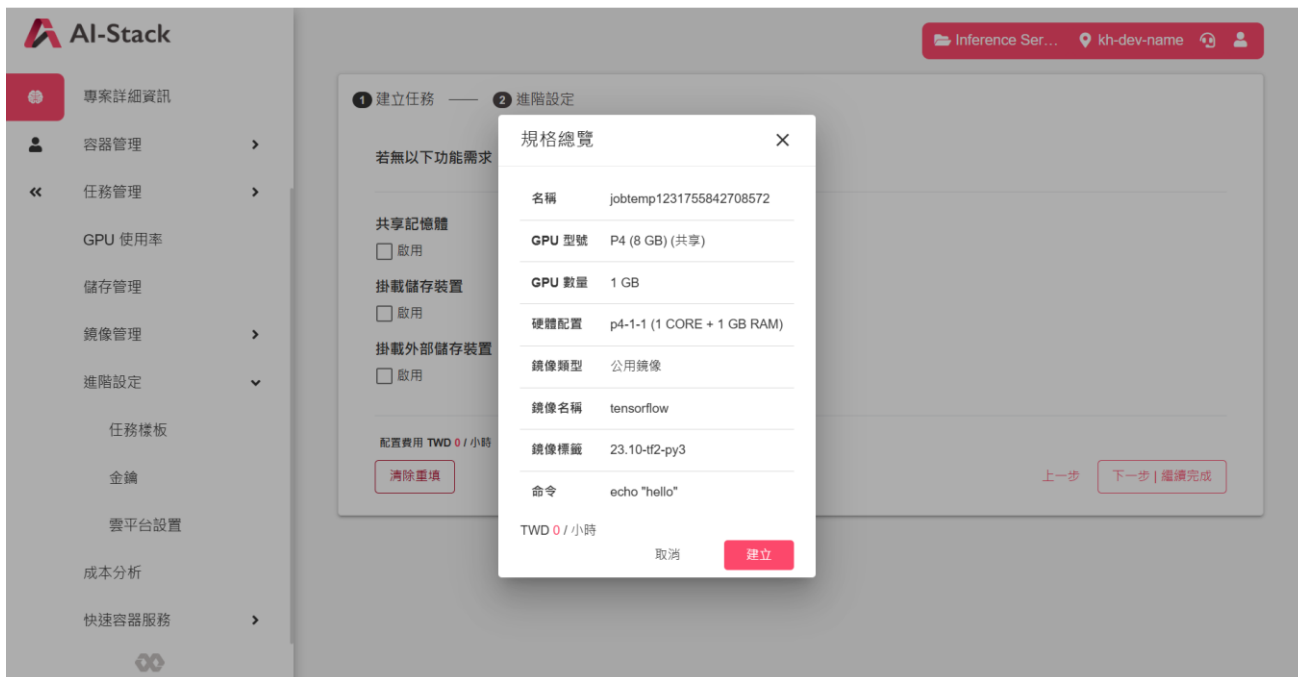 AI-Stack
Inference Ser...
kh-dev-name
專案詳細資訊
容器管理
任務管理
GPU 使用率
儲存管理
鏡像管理
進階設定
任務樣板
金鑰
雲平台設置
成本分析
快速容器服務
1 建立任務
2 進階設定
若無以下功能需求
共享記憶體
啟用
掛載儲存裝置
啟用
掛載外部儲存裝置
啟用
配置費用 TWD 0 / 小時
清除重填
上一步
下一步 | 繼續完成
規格總覽
名稱 jobtemp1231755842708572
GPU 型號 P4 (8 GB) (共享)
GPU 數量 1 GB
硬體配置 p4-1-1 (1 CORE + 1 GB RAM)
鏡像類型 公用鏡像
鏡像名稱 tensorflow
鏡像標籤 23.10-tf2-py3
命令 echo "hello"
TWD 0 / 小時
取消
建立